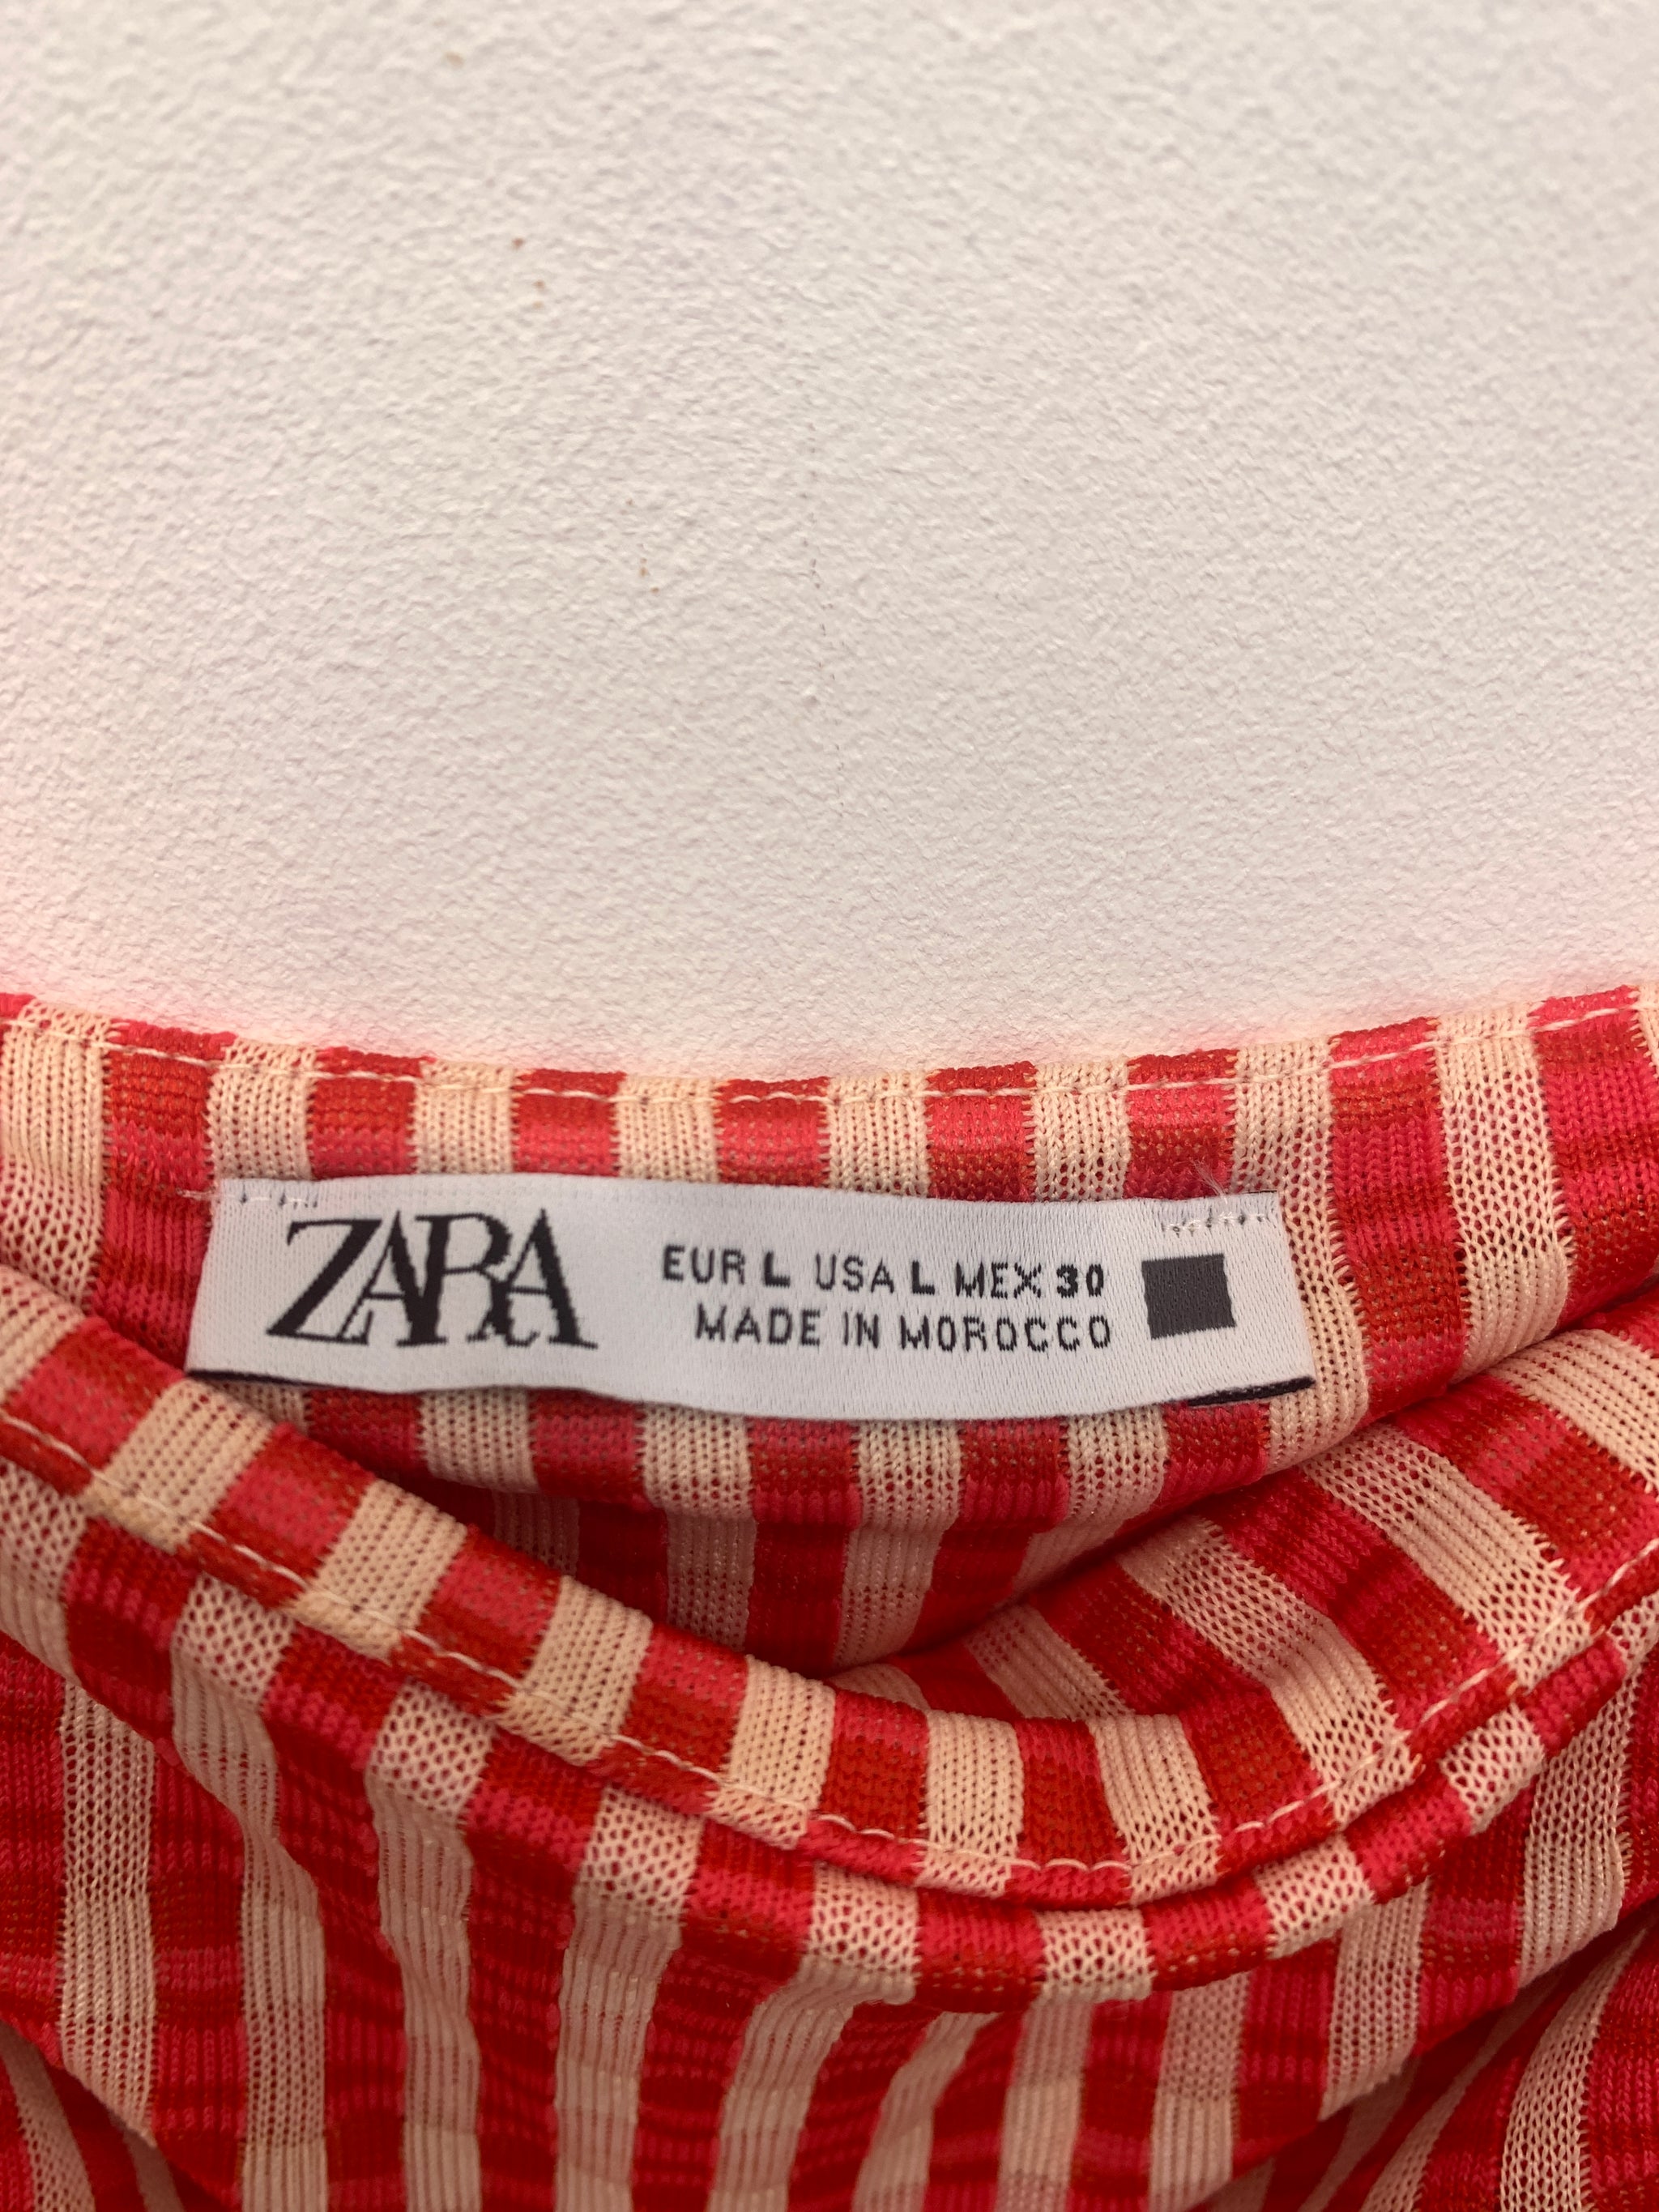 ZARA
EUR L USA L MEX 30
MADE IN MOROCCO